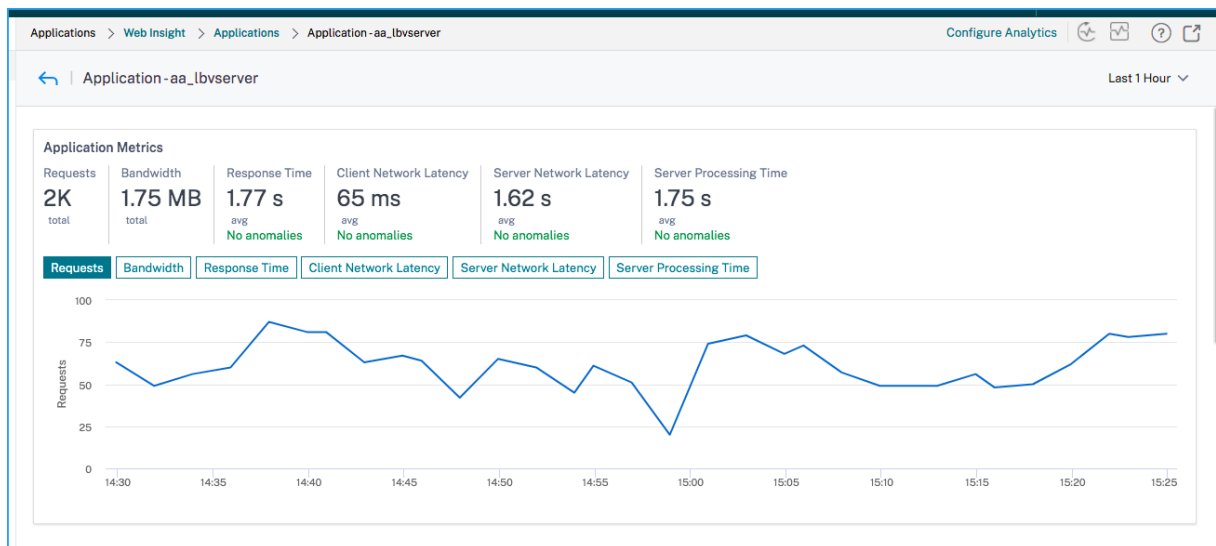 Applications > Web Insight > Applications > Application-aa_lbvserver
Configure Analytics
Application-aa_lbvserver
Last 1 Hour
Application Metrics
Requests
2K
total
Bandwidth
1.75 MB
total
Response Time
1.77 s
avg
No anomalies
Client Network Latency
65 ms
avg
No anomalies
Server Network Latency
1.62 s
avg
No anomalies
Server Processing Time
1.75 s
avg
No anomalies
Requests Bandwidth Response Time Client Network Latency Server Network Latency Server Processing Time
Requests
100
75
50
25
0
14:30 14:35 14:40 14:45 14:50 14:55 15:00 15:05 15:10 15:15 15:20 15:25